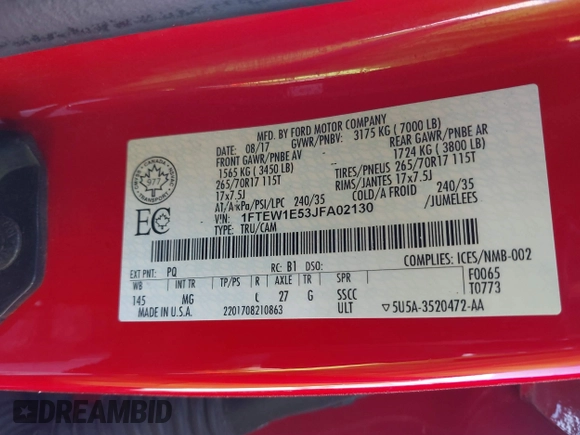 MFD. BY FORD MOTOR COMPANY
DATE: 08/17 GVWR/PNBV: 3175 KG ( 7000 LB)
FRONT GAWR/PNBE AV REAR GAWR/PNBE AR
1565 KG ( 3450 LB) 1724 KG ( 3800 LB)
265/70R17 115T TIRES/PNEUS 265/70R17 115T
17x7.5J RIMS/JANTES 17x7.5J
AT/A kPa/PSI/LPC 240/35 COLD/A FROID 240/35
/JUMELEES
VIN: 1FTEW1E53JFA02130
TYPE: TRU/CAM
CANADA
977
TRANSPORT
EC
EXT PNT: PQ RC: B1 DSO: COMPLIES: ICES/NMB-002
WB INT TR TP/PS R AXLE TR SPR F0065
145 MG 27 G SSCC T0773
MADE IN U.S.A. 2201708210863 ULT ▽5U5A-3520472-AA
DREAMBID